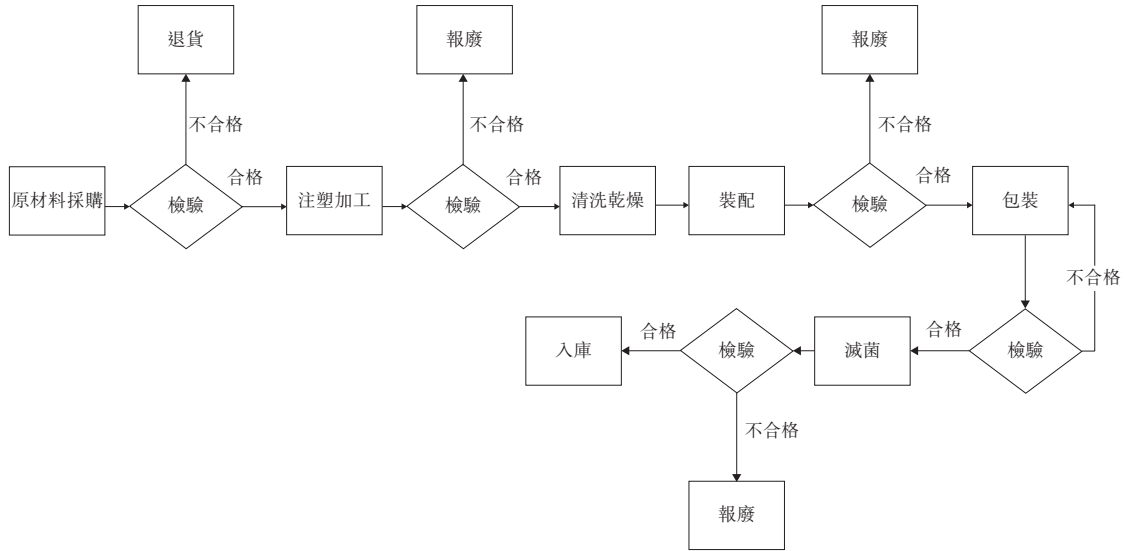 退貨
報廢
報廢
不合格
不合格
不合格
原材料採購
檢驗
合格
注塑加工
檢驗
合格
清洗乾燥
裝配
檢驗
合格
包裝
不合格
入庫
合格
檢驗
滅菌
合格
檢驗
不合格
報廢